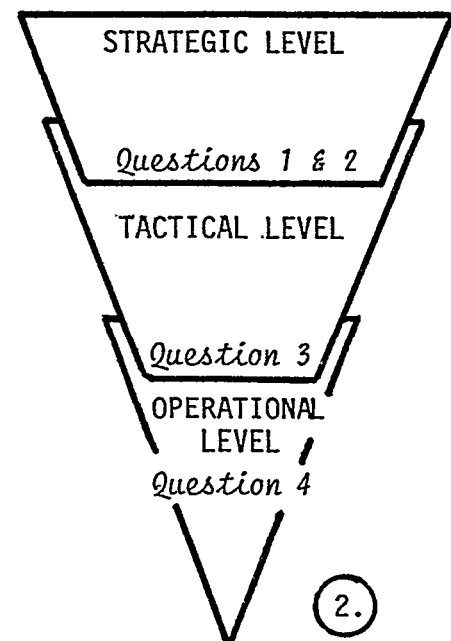 STRATEGIC LEVEL
Questions 1 & 2
TACTICAL LEVEL
Question 3
OPERATIONAL
LEVEL
Question 4
2.